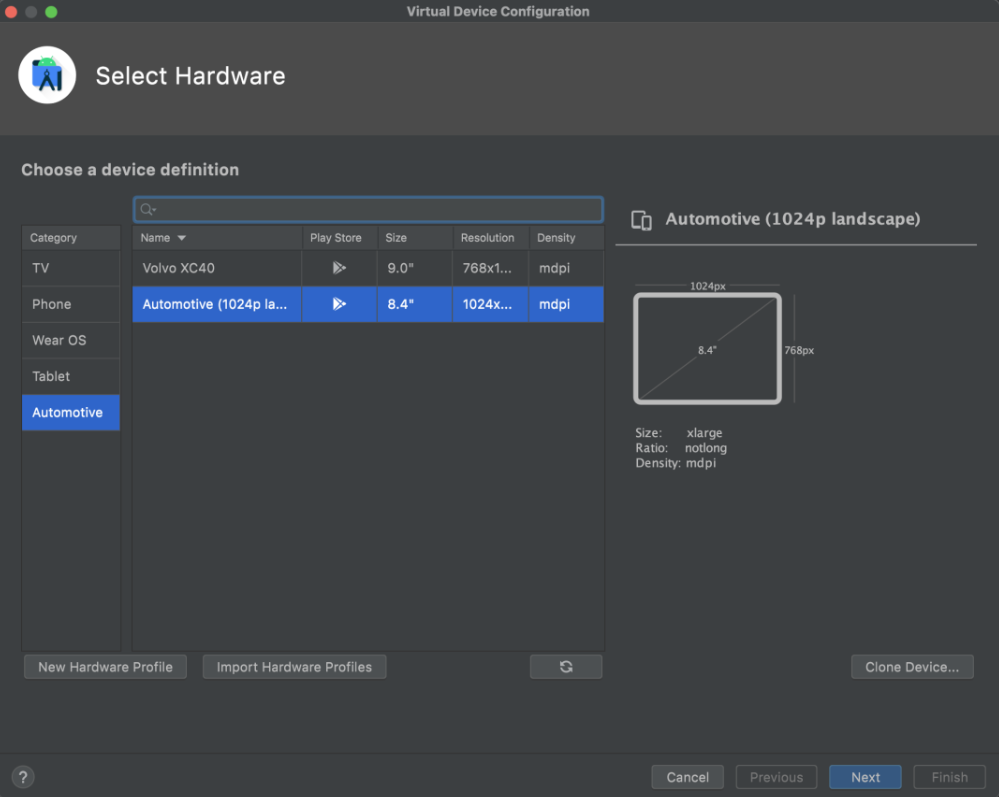 Virtual Device Configuration
Select Hardware
Choose a device definition
Category
TV
Phone
Wear OS
Tablet
Automotive
Name Play Store Size Resolution Density
Volvo XC40 9.0" 768x1... mdpi
Automotive (1024p la... 8.4" 1024x... mdpi
Automotive (1024p landscape)
1024px
8.4"
768px
Size: xlarge
Ratio: notlong
Density: mdpi
New Hardware Profile
Import Hardware Profiles
Clone Device...
?
Cancel
Previous
Next
Finish